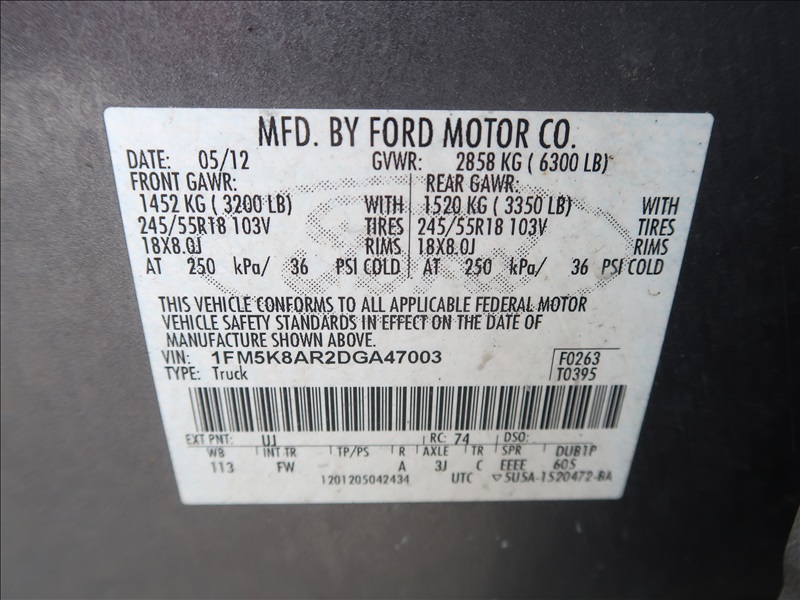 MFD. BY FORD MOTOR CO.
DATE: 05/12 GVWR: 2858 KG ( 6300 LB)
FRONT GAWR: REAR GAWR:
1452 KG ( 3200 LB) WITH 1520 KG ( 3350 LB) WITH
245/55R18 103V TIRES 245/55R18 103V TIRES
18X8.0J RIMS 18X8.0J RIMS
AT 250 kPa/ 36 PSI COLD AT 250 kPa/ 36 PSI COLD
THIS VEHICLE CONFORMS TO ALL APPLICABLE FEDERAL MOTOR
VEHICLE SAFETY STANDARDS IN EFFECT ON THE DATE OF
MANUFACTURE SHOWN ABOVE.
VIN: 1FM5K8AR2DGA47003 F0263
TYPE: Truck T0395
EXT PNT: UJ RC: 74 DSO:
WB INT TR TP/PS R AXLE TR SPR DUB1P
113 FW A 3J C EEEE 605
1201205042434 UTC ▽5U5A-1520472-BA